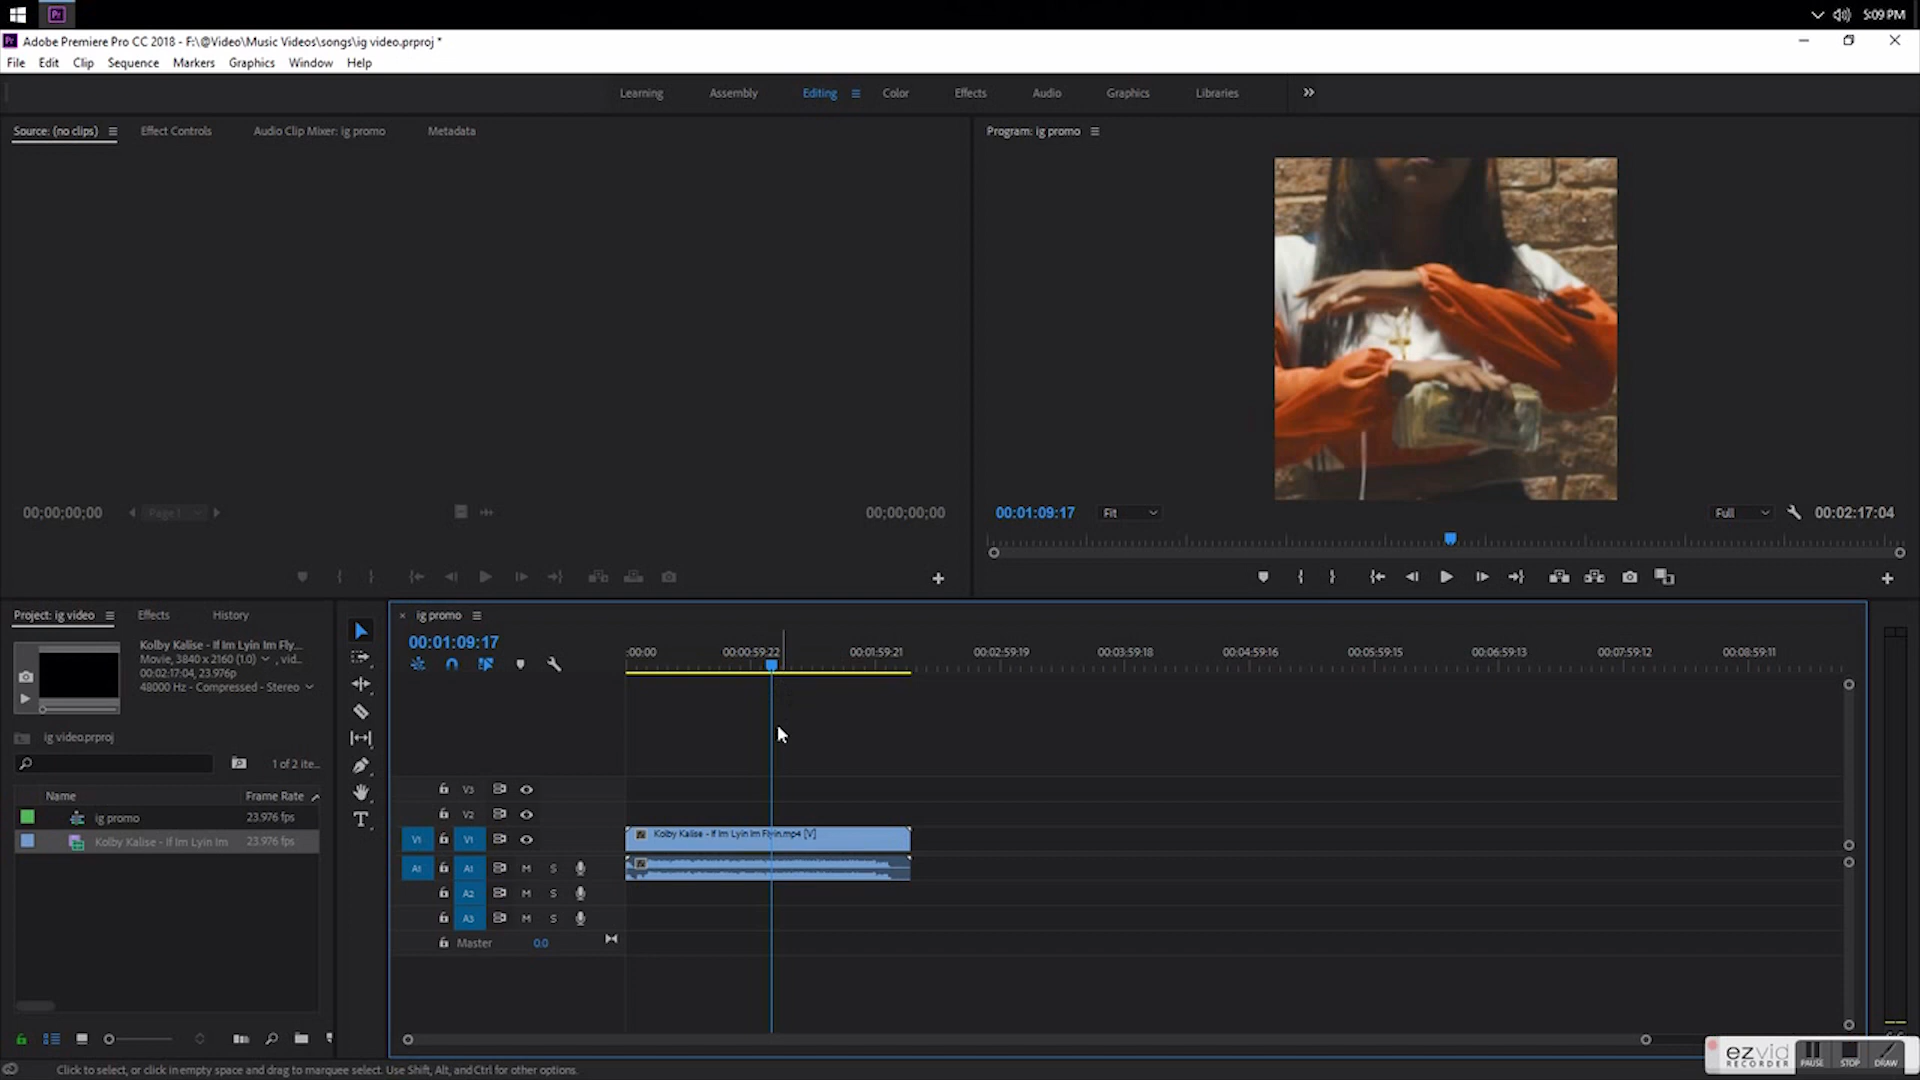 Pr
5:09 PM
Pr Adobe Premiere Pro CC 2018 - F:\@Video\Music Videos\songs\ig video.prproj *
File Edit Clip Sequence Markers Graphics Window Help
Learning Assembly Editing Color Effects Audio Graphics Libraries
Source: (no clips) Effect Controls Audio Clip Mixer: ig promo Metadata
Program: ig promo
00;00;00;00 Page 1 00;00;00;00
00:01:09:17 Fit Full 00:02:17:04
Project: ig video Effects History
Kolby Kalise - If Im Lyin Im Fly...
Movie, 3840 x 2160 (1.0) , vid...
00:02:17:04, 23.976p
48000 Hz - Compressed - Stereo
ig video.prproj
1 of 2 ite...
Name Frame Rate
ig promo 23.976 fps
Kolby Kalise - If Im Lyin Im 23.976 fps
T
ig promo
00:01:09:17
:00:00 00:00:59:22 00:01:59:21 00:02:59:19 00:03:59:18 00:04:59:16 00:05:59:15 00:06:59:13 00:07:59:12 00:08:59:11
V3
V2
V1 V1 Kolby Kalise - If Im Lyin Im Flyin.mp4 [V]
A1 A1 M S
A2 M S
A3 M S
Master 0.0
Click to select, or click in empty space and drag to marquee select. Use Shift, Alt, and Ctrl for other options.
ezvid
RECORDER
PAUSE STOP DRAW